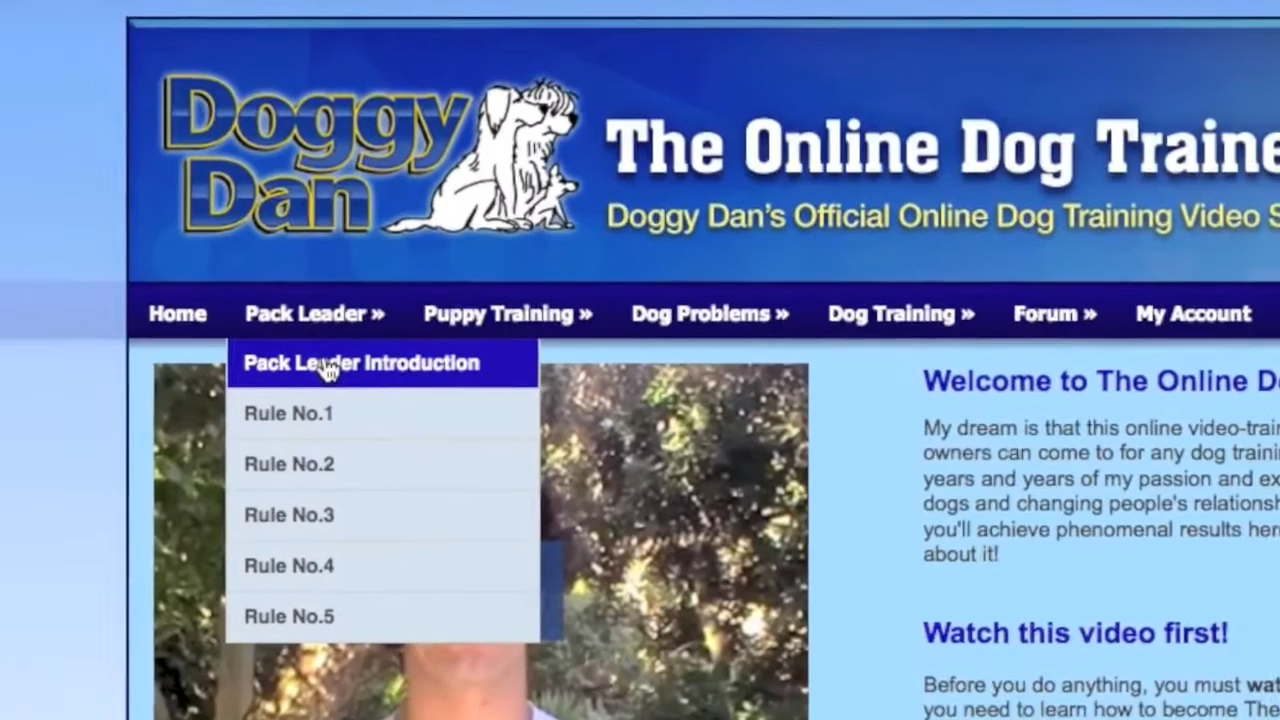 Doggy
Dan
The Online Dog Traine
Doggy Dan's Official Online Dog Training Video S
Home Pack Leader » Puppy Training » Dog Problems » Dog Training » Forum » My Account
Pack Leader Introduction
Rule No.1
Rule No.2
Rule No.3
Rule No.4
Rule No.5
Welcome to The Online D
My dream is that this online video-train
owners can come to for any dog traini
years and years of my passion and ex
dogs and changing people's relationsh
you'll achieve phenomenal results here
about it!
Watch this video first!
Before you do anything, you must wat
you need to learn how to become The